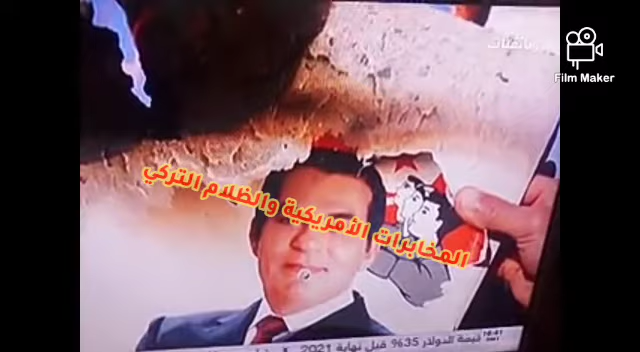 Film Maker
المخابرات الأمريكية والظلام التركي
قيمة الدولار 35% قبل نهاية 2021